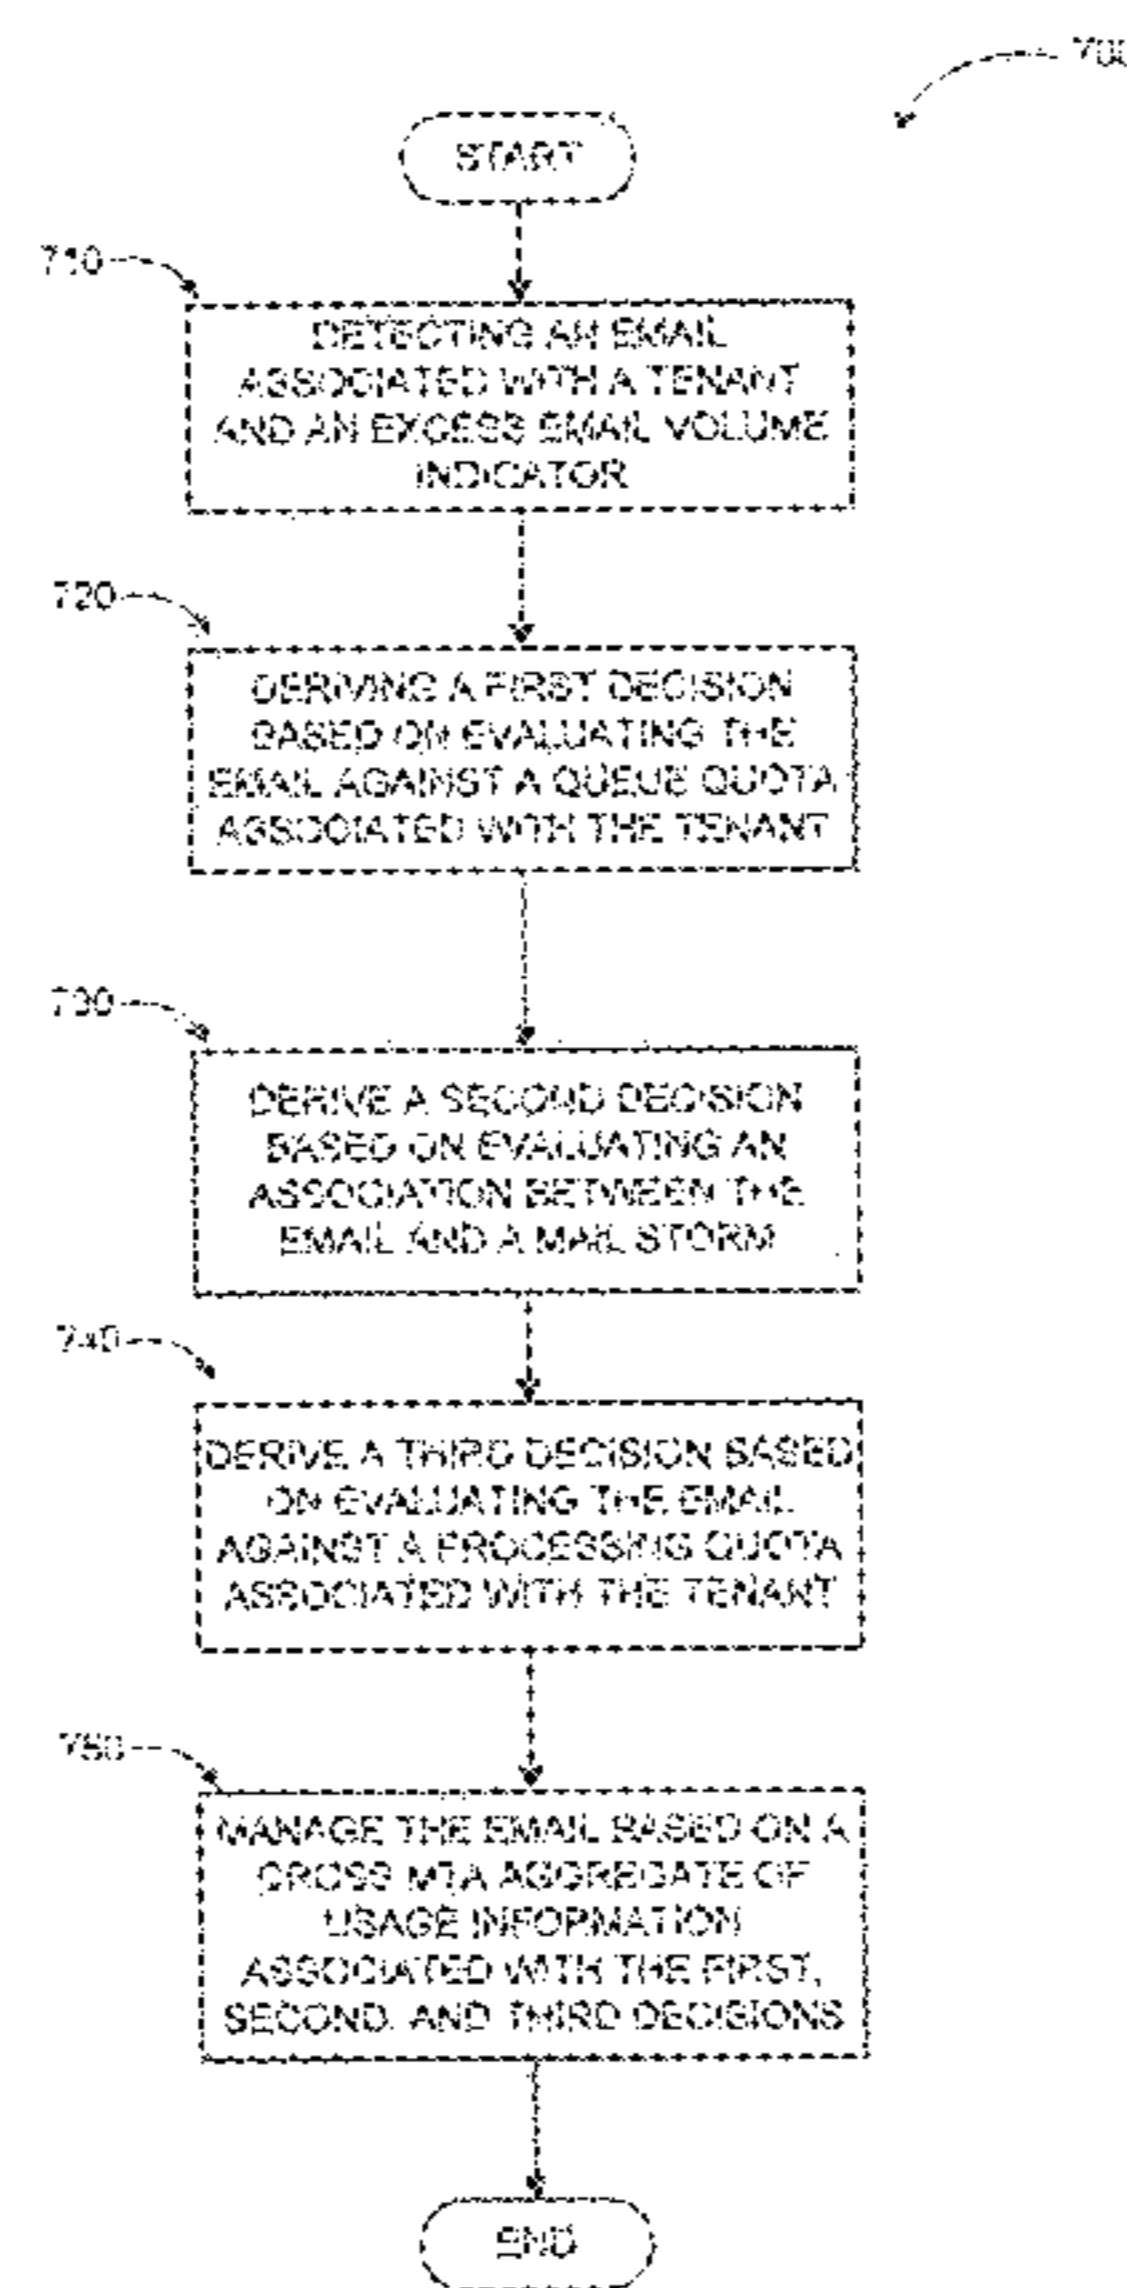 700
START
710
DETECTING AN EMAIL
ASSOCIATED WITH A TENANT
AND AN EXCESS EMAIL VOLUME
INDICATOR
720
DERIVING A FIRST DECISION
BASED ON EVALUATING THE
EMAIL AGAINST A QUEUE QUOTA
ASSOCIATED WITH THE TENANT
730
DERIVE A SECOND DECISION
BASED ON EVALUATING AN
ASSOCIATION BETWEEN THE
EMAIL AND A MAIL STORM
740
DERIVE A THIRD DECISION BASED
ON EVALUATING THE EMAIL
AGAINST A PROCESSING QUOTA
ASSOCIATED WITH THE TENANT
750
MANAGE THE EMAIL BASED ON A
CROSS MTA AGGREGATE OF
USAGE INFORMATION
ASSOCIATED WITH THE FIRST,
SECOND, AND THIRD DECISIONS
END